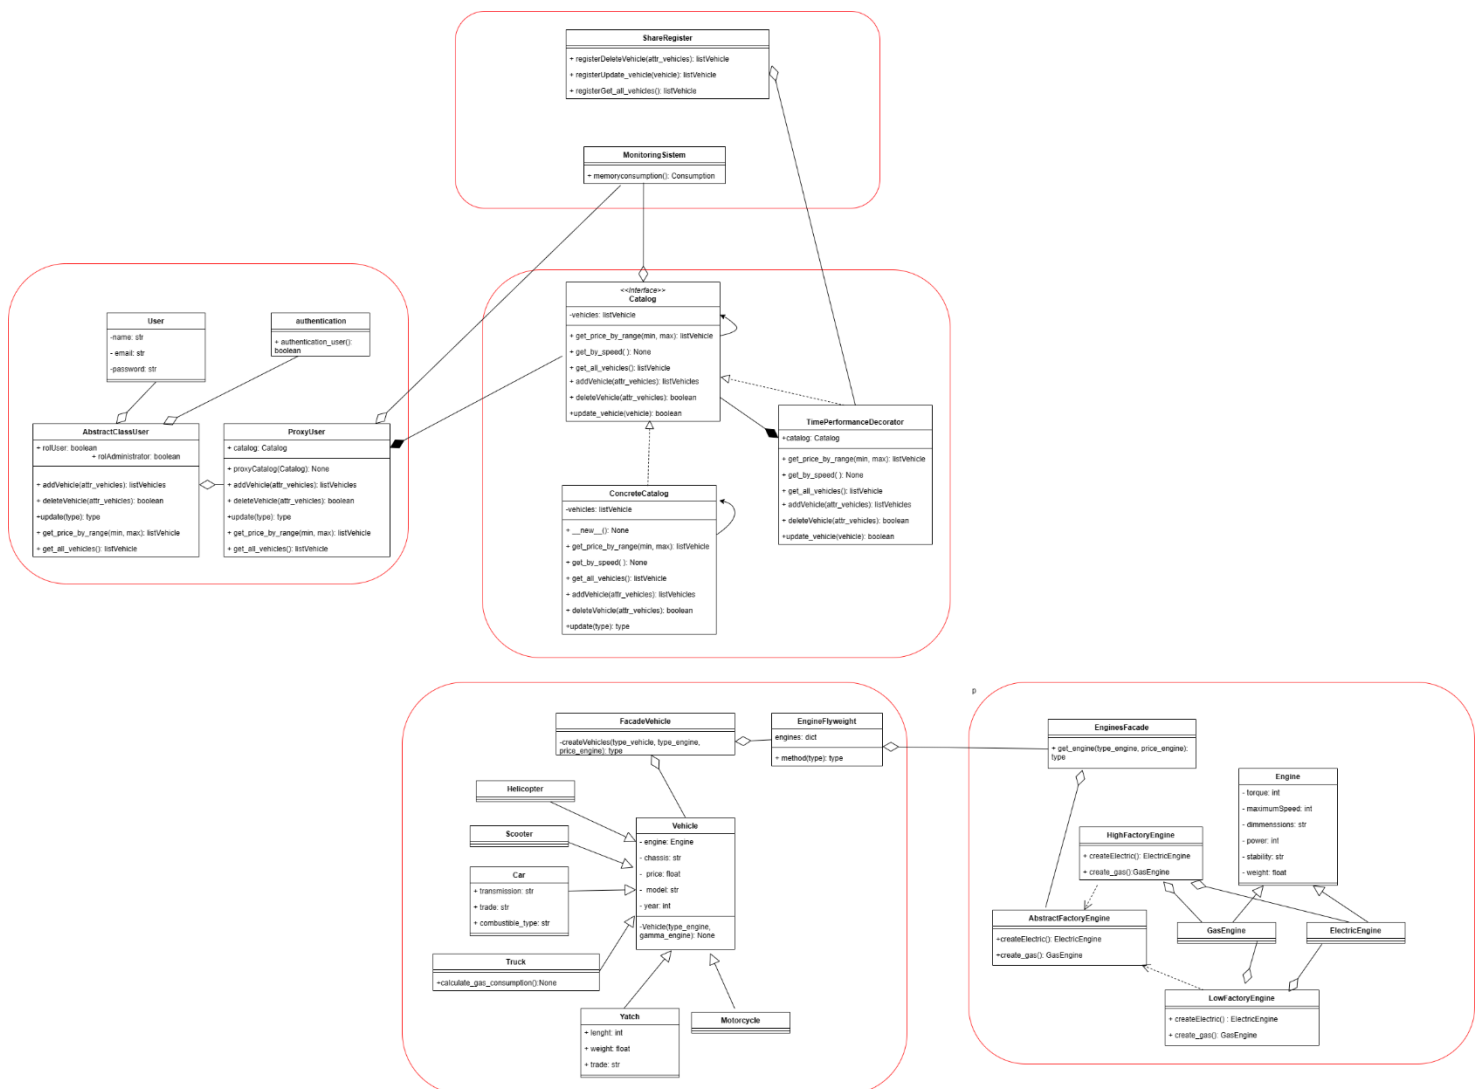 ShareRegister
+ registerDeleteVehicle(attr_vehicles): listVehicle
+ registerUpdate_vehicle(vehicle): listVehicle
+ registerGet_all_vehicles(): listVehicle
MonitoringSistem
+ memoryconsumption(): Consumption
User
-name: str
- email: str
-password: str
authentication
+ authentication_user():
boolean
AbstractClassUser
+ rolUser: boolean
+ rolAdministrator: boolean
+ addVehicle(attr_vehicles): listVehicles
+ deleteVehicle(attr_vehicles): boolean
+update(type): type
+ get_price_by_range(min, max): listVehicle
+ get_all_vehicles(): listVehicle
ProxyUser
+ catalog: Catalog
+ proxyCatalog(Catalog): None
+ addVehicle(attr_vehicles): listVehicles
+ deleteVehicle(attr_vehicles): boolean
+update(type): type
+ get_price_by_range(min, max): listVehicle
+ get_all_vehicles(): listVehicle
<<Interface>>
Catalog
-vehicles: listVehicle
+ get_price_by_range(min, max): listVehicle
+ get_by_speed( ): None
+ get_all_vehicles(): listVehicle
+ addVehicle(attr_vehicles): listVehicles
+ deleteVehicle(attr_vehicles): boolean
+update_vehicle(vehicle): boolean
TimePerformanceDecorator
+catalog: Catalog
+ get_price_by_range(min, max): listVehicle
+ get_by_speed( ): None
+ get_all_vehicles(): listVehicle
+ addVehicle(attr_vehicles): listVehicles
+ deleteVehicle(attr_vehicles): boolean
+update_vehicle(vehicle): boolean
ConcreteCatalog
-vehicles: listVehicle
+ __new__(): None
+ get_price_by_range(min, max): listVehicle
+ get_by_speed( ): None
+ get_all_vehicles(): listVehicle
+ addVehicle(attr_vehicles): listVehicles
+ deleteVehicle(attr_vehicles): boolean
+update(type): type
FacadeVehicle
-createVehicles(type_vehicle, type_engine,
price_engine): type
EngineFlyweight
engines: dict
+ method(type): type
Helicopter
Scooter
Car
+ transmission: str
+ trade: str
+ combustible_type: str
Truck
+calculate_gas_consumption():None
Vehicle
- engine: Engine
- chassis: str
- price: float
- model: str
- year: int
-Vehicle(type_engine,
gamma_engine): None
Yatch
+ lenght: int
+ weight: float
+ trade: str
Motorcycle
p
EnginesFacade
+ get_engine(type_engine, price_engine):
type
Engine
- torque: int
- maximumSpeed: int
- dimmenssions: str
- power: int
- stability: str
- weight: float
HighFactoryEngine
+ createElectric(): ElectricEngine
+ create_gas():GasEngine
AbstractFactoryEngine
+createElectric(): ElectricEngine
+create_gas(): GasEngine
GasEngine
ElectricEngine
LowFactoryEngine
+ createElectric() : ElectricEngine
+ create_gas(): GasEngine